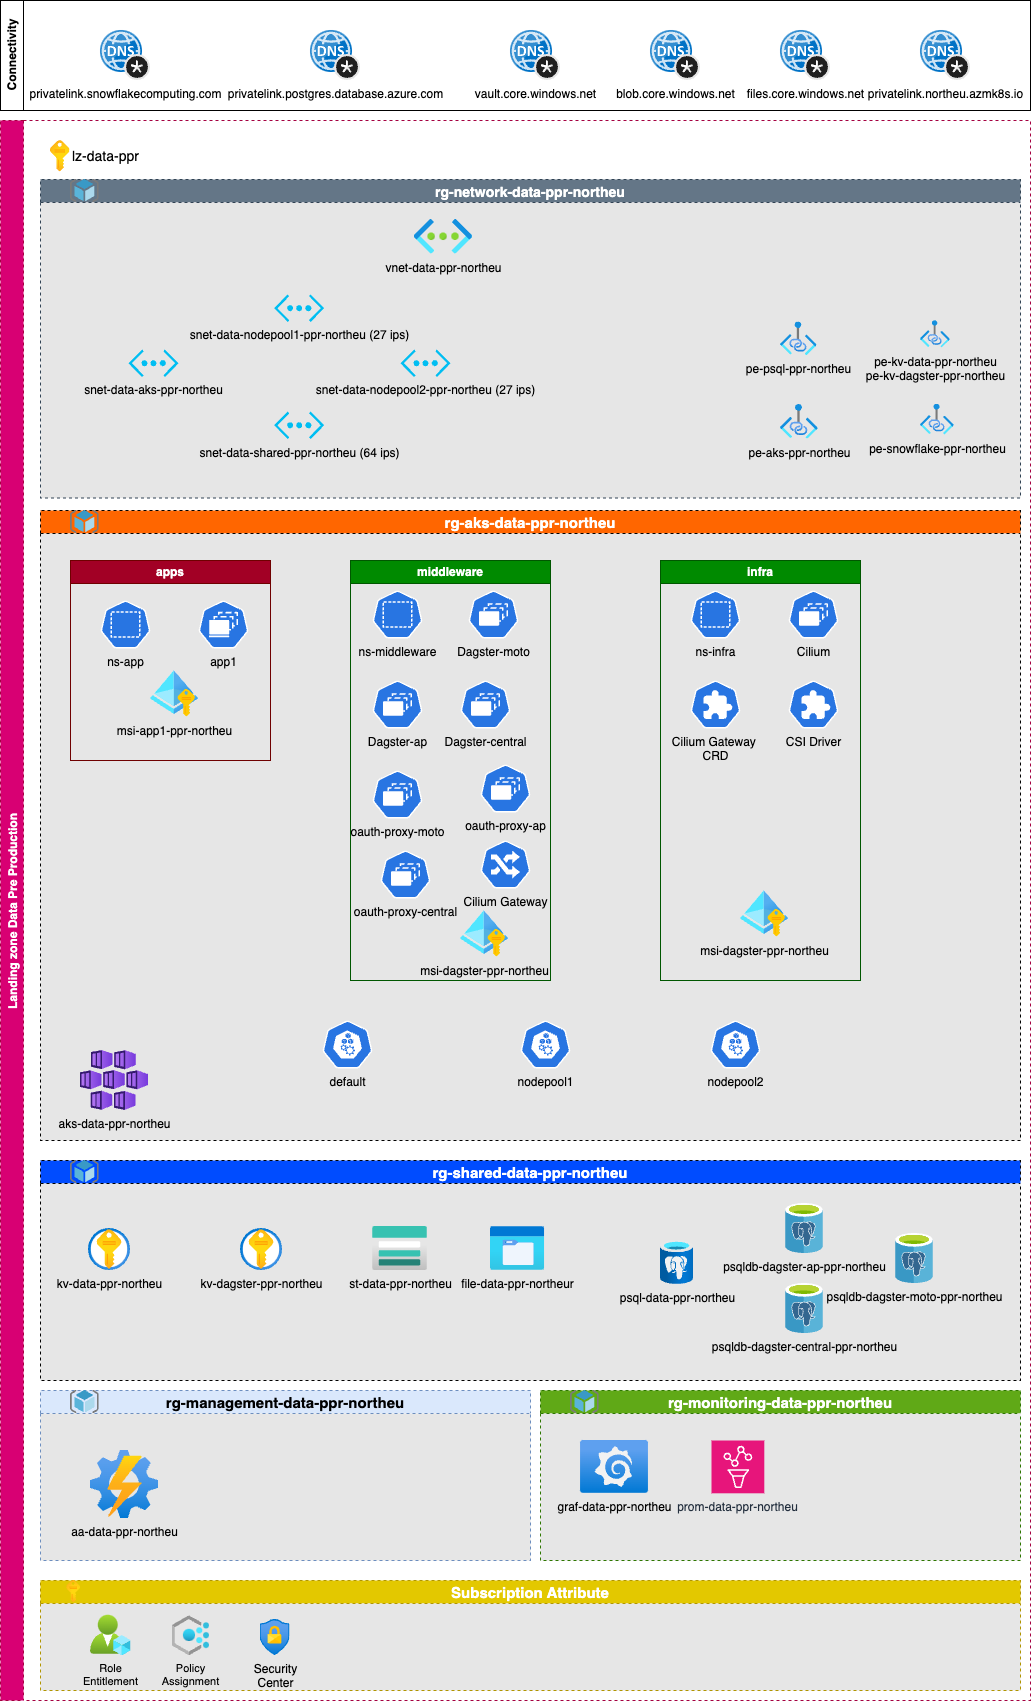 Connectivity
DNS
DNS
DNS
DNS
DNS
DNS
privatelink.snowflakecomputing.com
privatelink.postgres.database.azure.com
vault.core.windows.net
blob.core.windows.net
files.core.windows.net
privatelink.northeu.azmk8s.io
Landing zone Data Pre Production
lz-data-ppr
rg-network-data-ppr-northeu
vnet-data-ppr-northeu
snet-data-nodepool1-ppr-northeu (27 ips)
snet-data-aks-ppr-northeu
snet-data-nodepool2-ppr-northeu (27 ips)
snet-data-shared-ppr-northeu (64 ips)
pe-psql-ppr-northeu
pe-kv-data-ppr-northeu
pe-kv-dagster-ppr-northeu
pe-aks-ppr-northeu
pe-snowflake-ppr-northeu
rg-aks-data-ppr-northeu
apps
ns-app
app1
msi-app1-ppr-northeu
middleware
ns-middleware
Dagster-moto
Dagster-ap
Dagster-central
oauth-proxy-moto
oauth-proxy-ap
oauth-proxy-central
Cilium Gateway
msi-dagster-ppr-northeu
infra
ns-infra
Cilium
Cilium Gateway
CRD
CSI Driver
msi-dagster-ppr-northeu
default
nodepool1
nodepool2
aks-data-ppr-northeu
rg-shared-data-ppr-northeu
kv-data-ppr-northeu
kv-dagster-ppr-northeu
st-data-ppr-northeu
file-data-ppr-northeur
psql-data-ppr-northeu
psqldb-dagster-ap-ppr-northeu
psqldb-dagster-moto-ppr-northeu
psqldb-dagster-central-ppr-northeu
rg-management-data-ppr-northeu
aa-data-ppr-northeu
rg-monitoring-data-ppr-northeu
graf-data-ppr-northeu
prom-data-ppr-northeu
Subscription Attribute
Role
Entitlement
Policy
Assignment
Security
Center